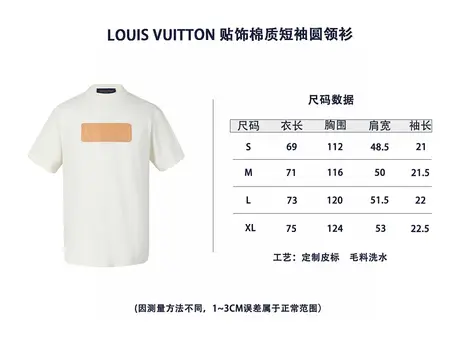 LOUIS VUITTON 贴饰棉质短袖圆领衫
尺码数据
尺码 衣长 胸围 肩宽 袖长
S 69 112 48.5 21
M 71 116 50 21.5
L 73 120 51.5 22
XL 75 124 53 22.5
工艺：定制皮标 毛料洗水
(因测量方法不同，1~3CM误差属于正常范围)